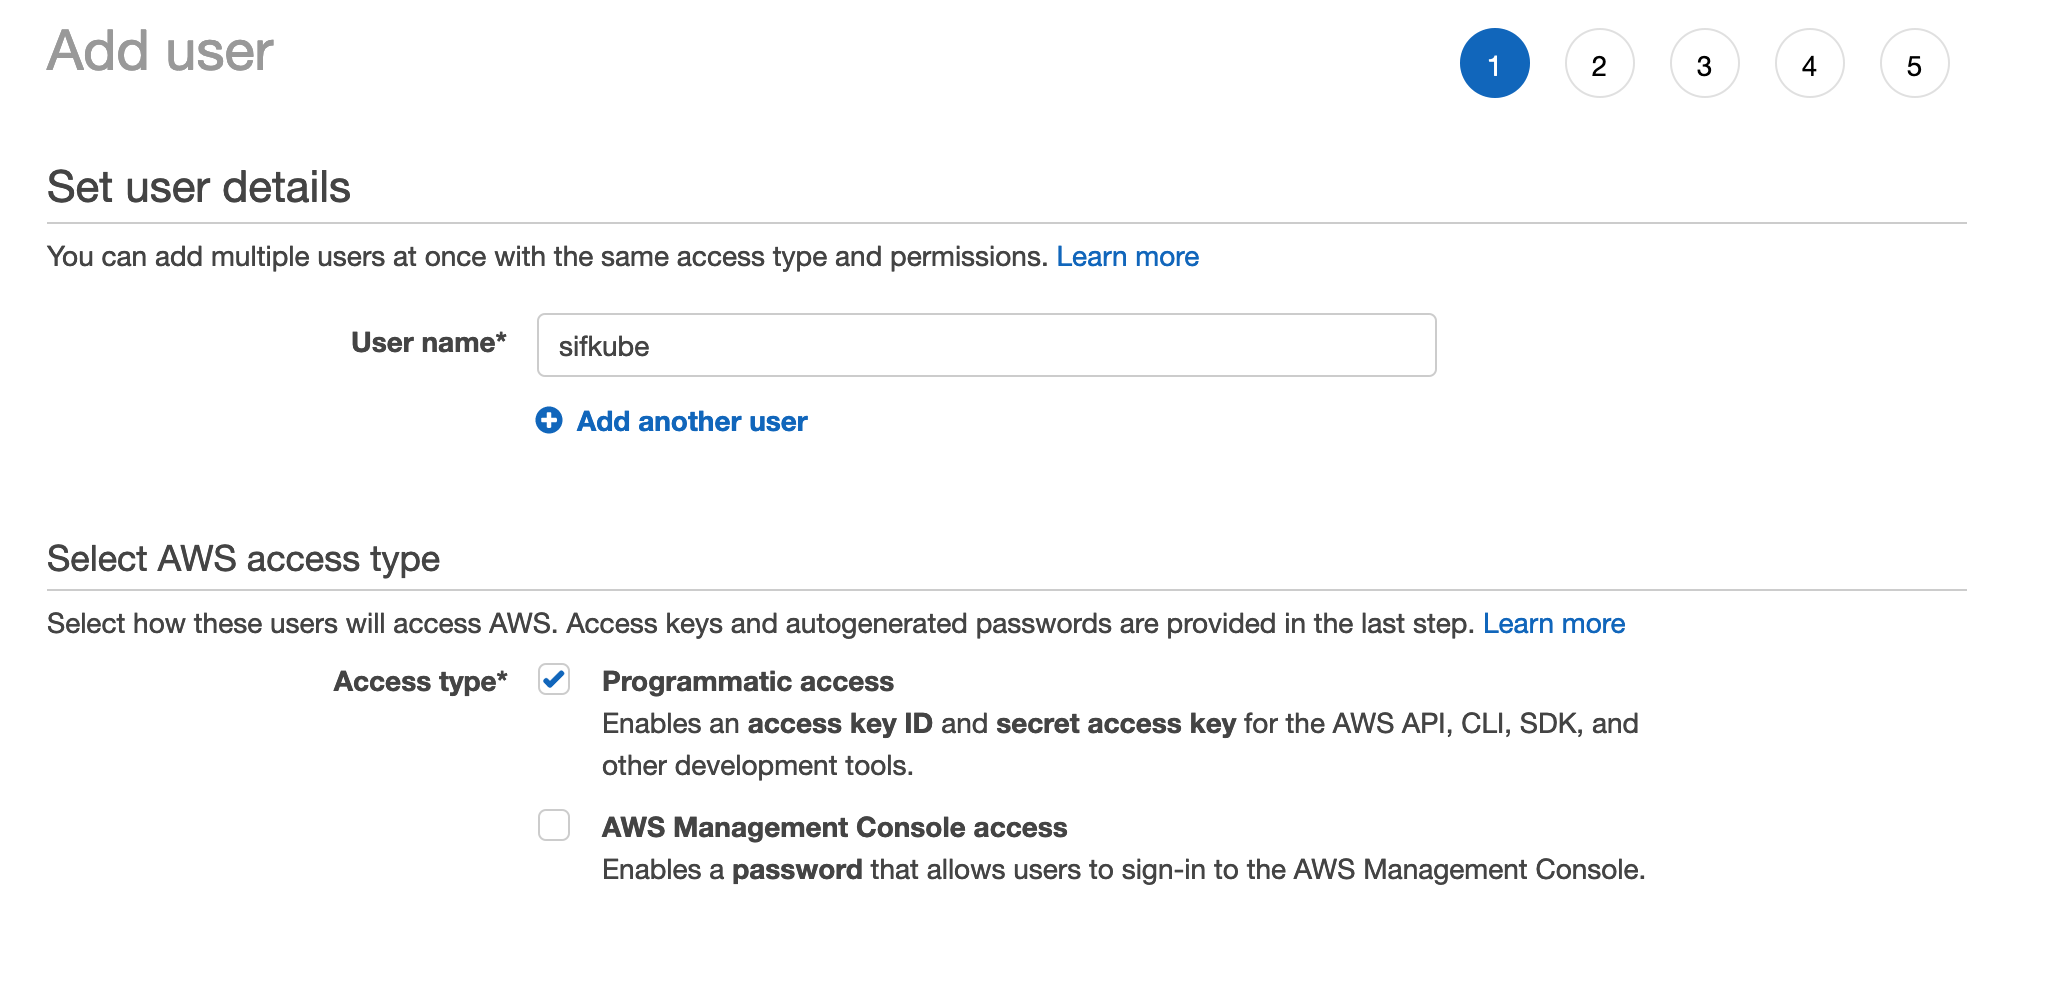 Add user
1 2 3 4 5
Set user details
You can add multiple users at once with the same access type and permissions. Learn more
User name* sifkube
Add another user
Select AWS access type
Select how these users will access AWS. Access keys and autogenerated passwords are provided in the last step. Learn more
Access type* Programmatic access
Enables an access key ID and secret access key for the AWS API, CLI, SDK, and
other development tools.
AWS Management Console access
Enables a password that allows users to sign-in to the AWS Management Console.